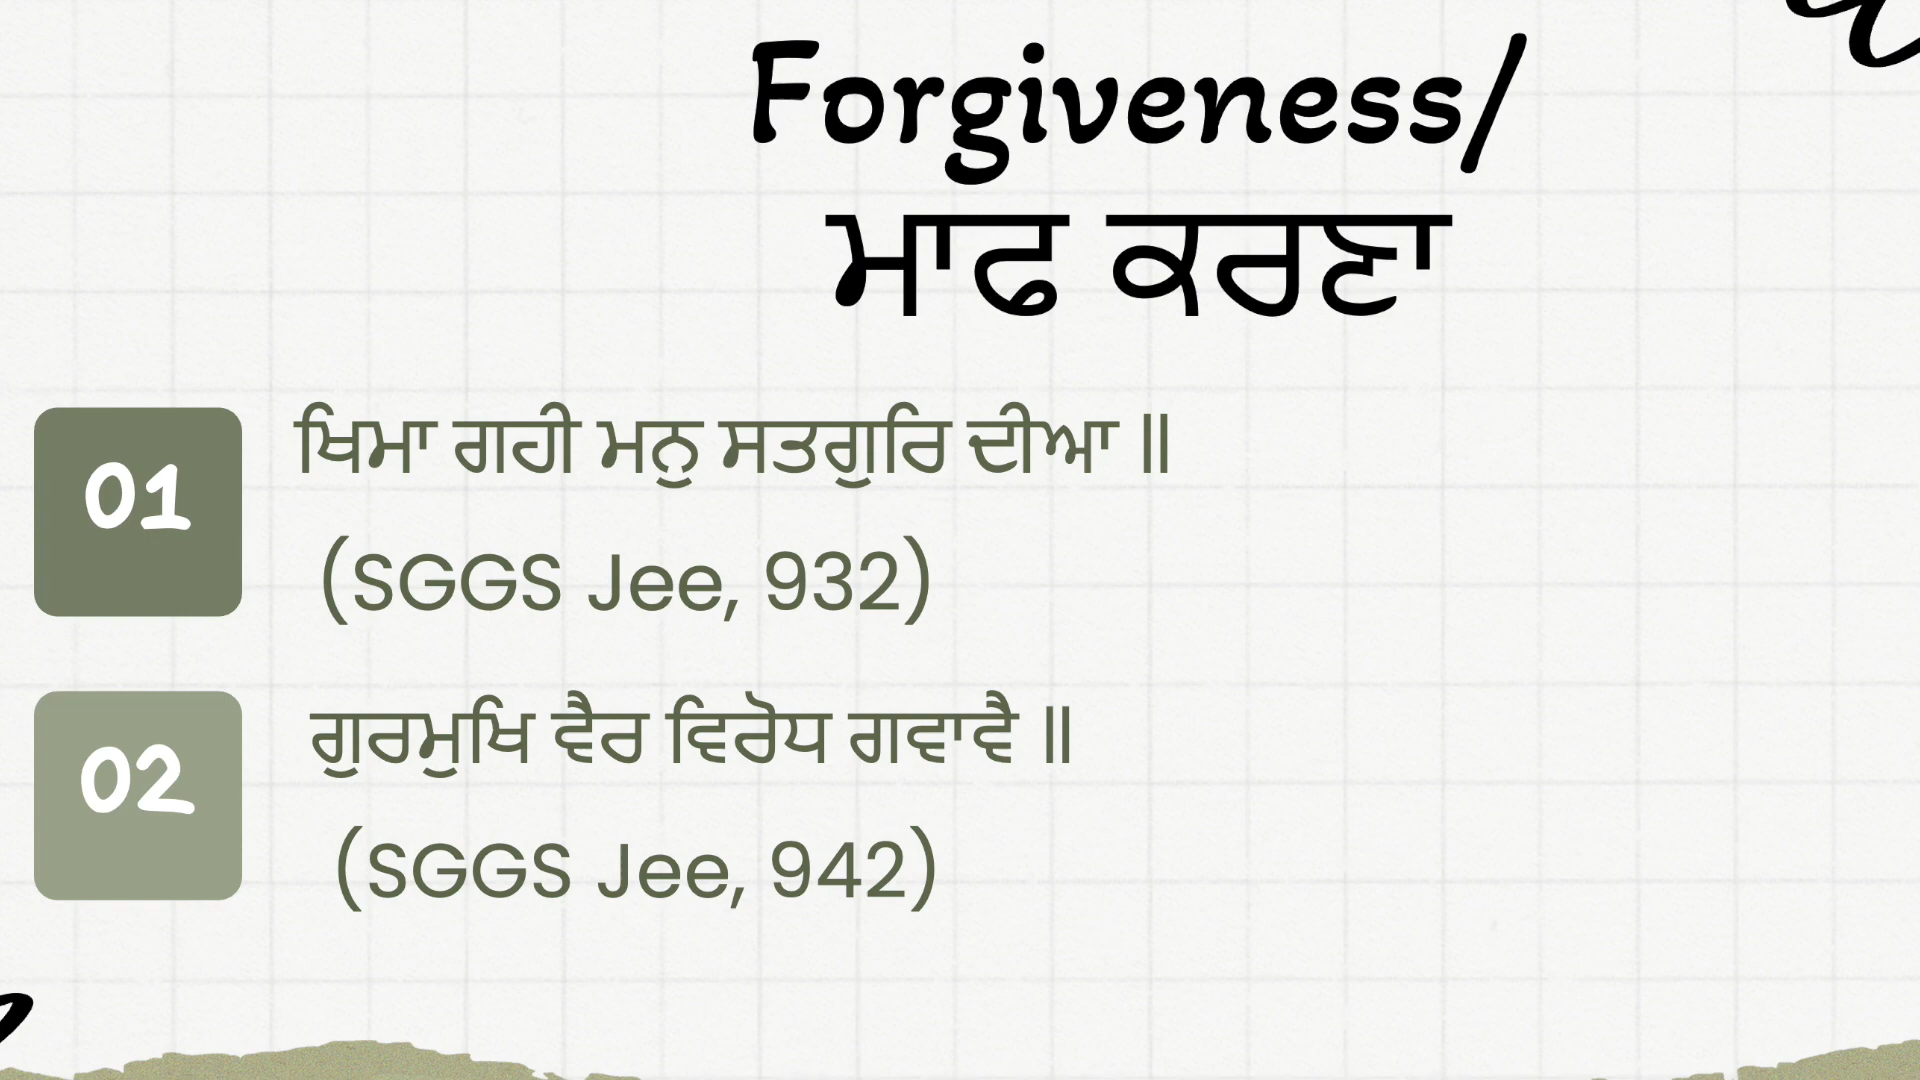 Forgiveness/
ਮਾਫ ਕਰਣਾ
01
ਖਿਮਾ ਗਹੀ ਮਨੁ ਸਤਗੁਰਿ ਦੀਆ ॥
(SGGS Jee, 932)
02
ਗੁਰਮੁਖਿ ਵੈਰ ਵਿਰੋਧ ਗਵਾਵੈ ॥
(SGGS Jee, 942)